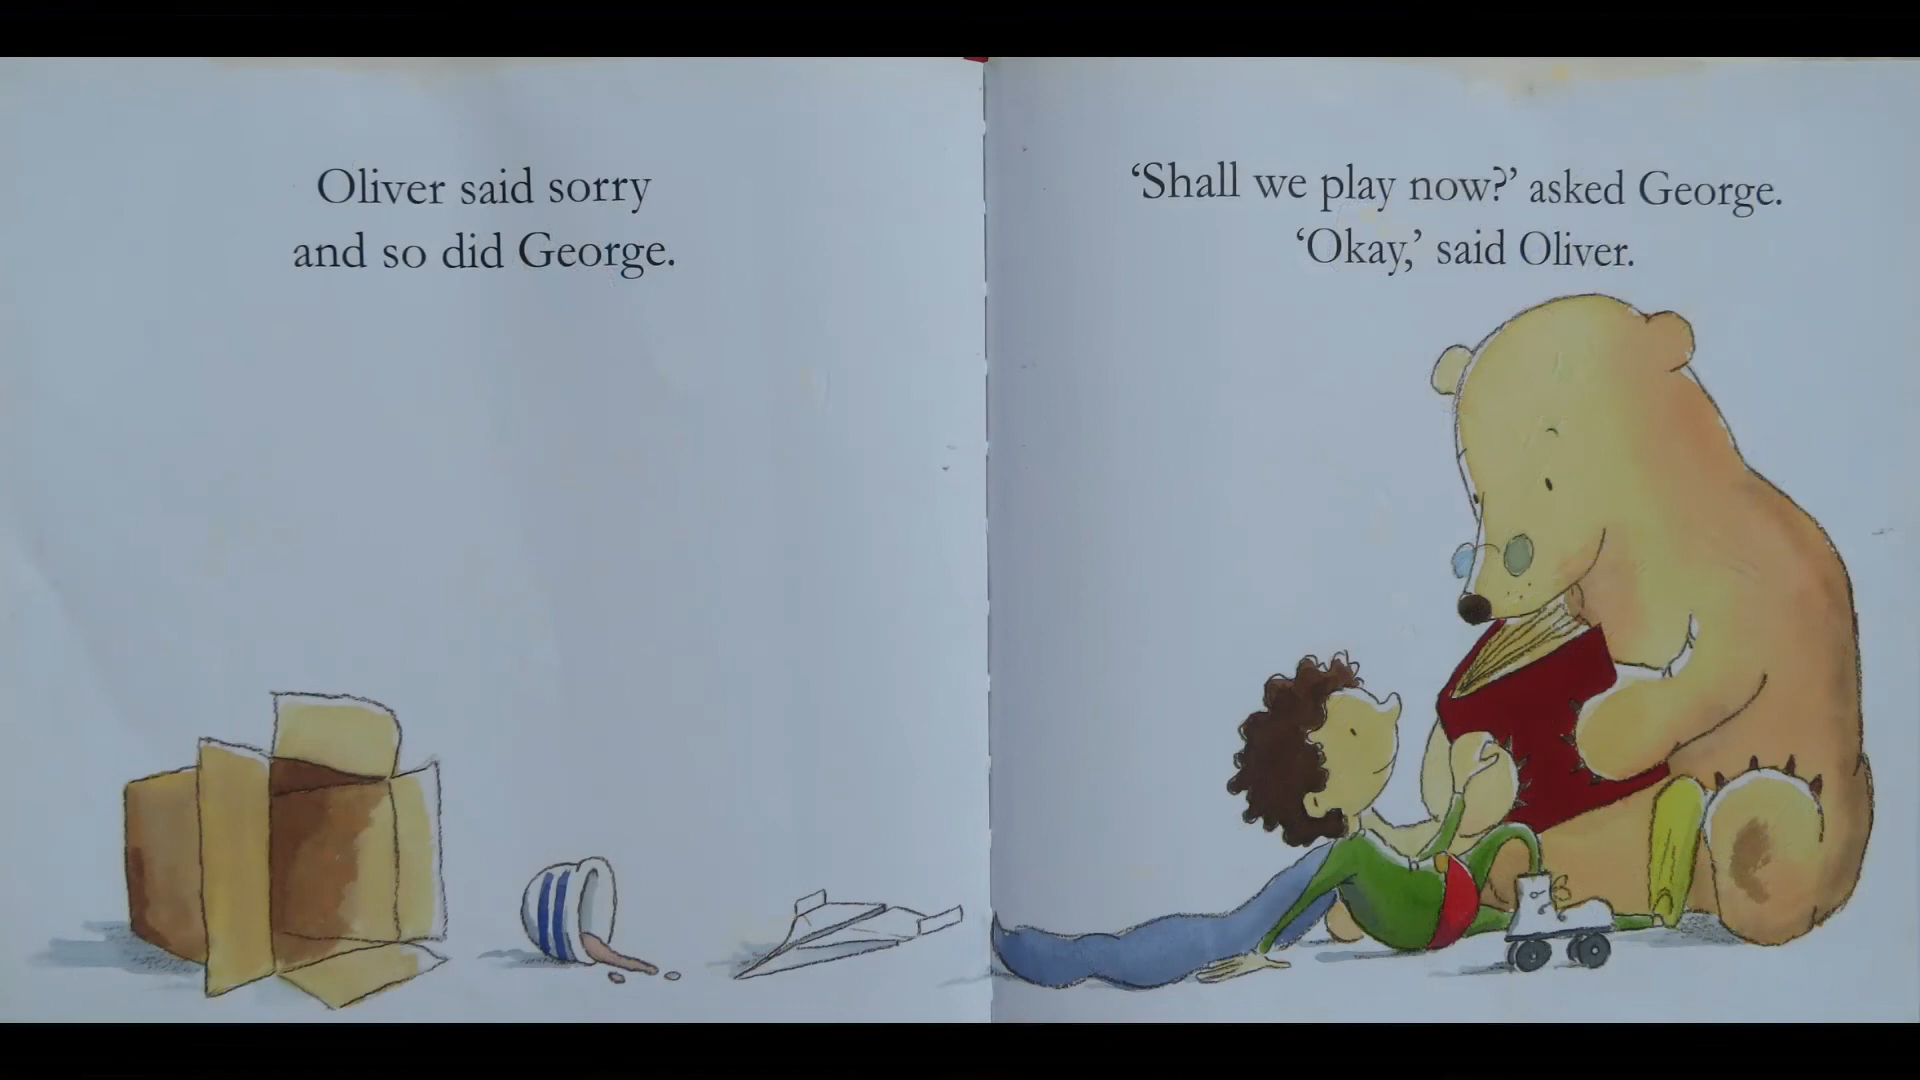 Oliver said sorry
and so did George.
‘Shall we play now?’ asked George.
‘Okay,’ said Oliver.